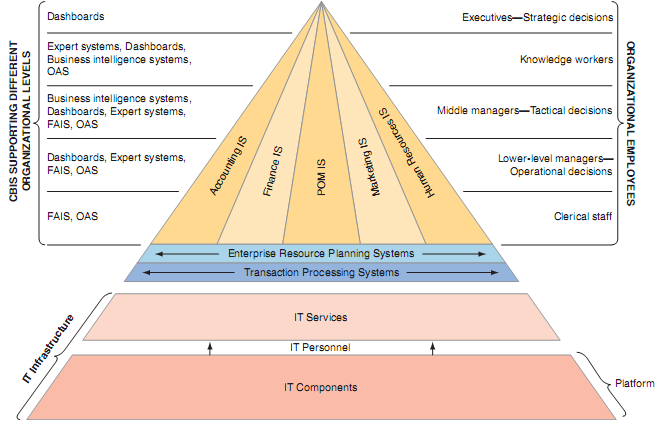 CBIS SUPPORTING DIFFERENT
ORGANIZATIONAL LEVELS
Dashboards
Expert systems, Dashboards,
Business intelligence systems,
OAS
Business intelligence systems,
Dashboards, Expert systems,
FAIS, OAS
Dashboards, Expert systems,
FAIS, OAS
FAIS, OAS
Accounting IS
Finance IS
POM IS
Marketing IS
Human Resources IS
Executives—Strategic decisions
Knowledge workers
Middle managers—Tactical decisions
Lower-level managers—
Operational decisions
Clerical staff
ORGANIZATIONAL EMPLOYEES
Enterprise Resource Planning Systems
Transaction Processing Systems
IT Infrastructure
IT Services
IT Personnel
IT Components
Platform